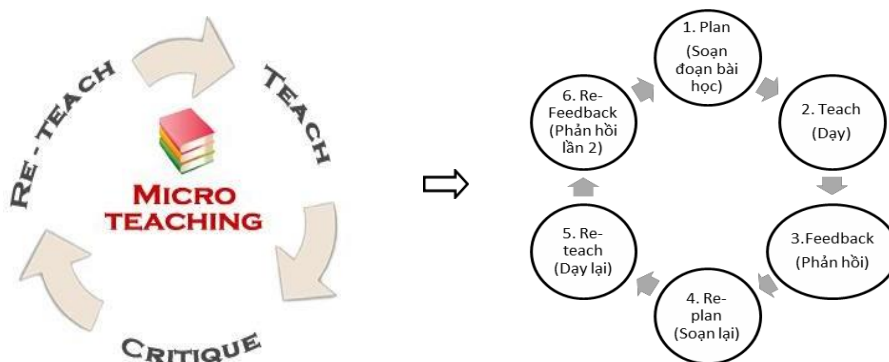 RE - TEACH
TEACH
MICRO
TEACHING
CRITIQUE
1. Plan
(Soạn
đoạn bài
học)
2. Teach
(Dạy)
3.Feedback
(Phản hồi)
4. Re-
plan
(Soạn lại)
5. Re-
teach
(Dạy lại)
6. Re-
Feedback
(Phản hồi
lần 2)